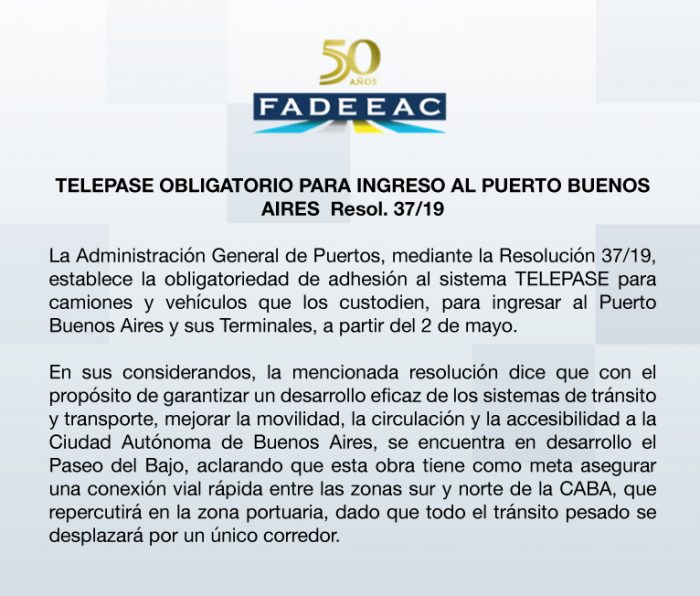 50
AÑOS
FADEEAC
TELEPASE OBLIGATORIO PARA INGRESO AL PUERTO BUENOS
AIRES Resol. 37/19
La Administración General de Puertos, mediante la Resolución 37/19,
establece la obligatoriedad de adhesión al sistema TELEPASE para
camiones y vehículos que los custodien, para ingresar al Puerto
Buenos Aires y sus Terminales, a partir del 2 de mayo.
En sus considerandos, la mencionada resolución dice que con el
propósito de garantizar un desarrollo eficaz de los sistemas de tránsito
y transporte, mejorar la movilidad, la circulación y la accesibilidad a la
Ciudad Autónoma de Buenos Aires, se encuentra en desarrollo el
Paseo del Bajo, aclarando que esta obra tiene como meta asegurar
una conexión vial rápida entre las zonas sur y norte de la CABA, que
repercutirá en la zona portuaria, dado que todo el tránsito pesado se
desplazará por un único corredor.